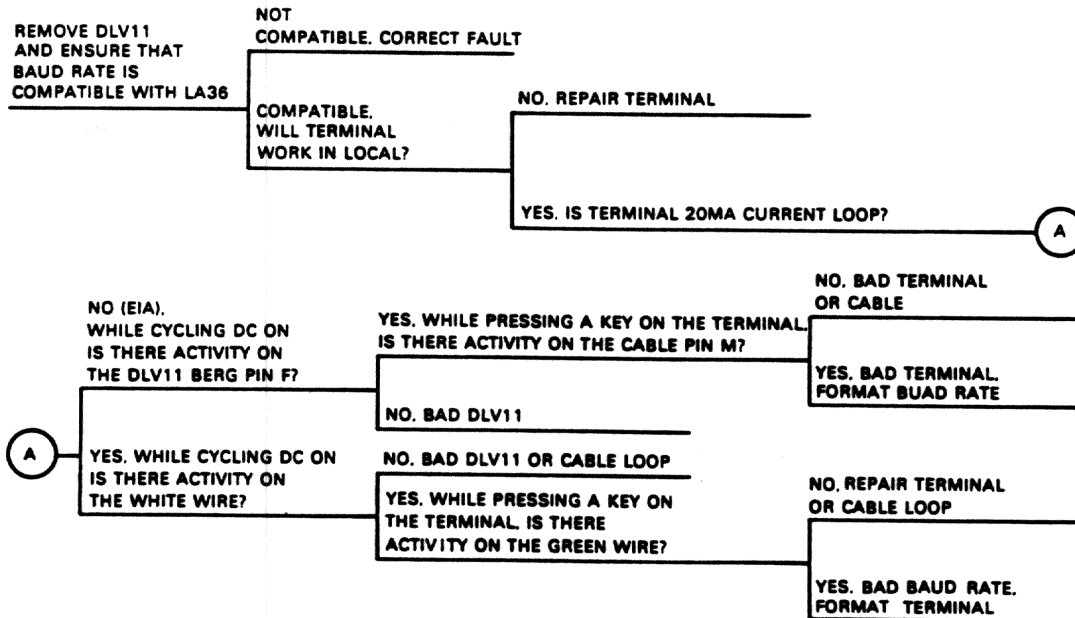 REMOVE DLV11
AND ENSURE THAT
BAUD RATE IS
COMPATIBLE WITH LA36
NOT
COMPATIBLE. CORRECT FAULT
COMPATIBLE.
WILL TERMINAL
WORK IN LOCAL?
NO. REPAIR TERMINAL
YES. IS TERMINAL 20MA CURRENT LOOP?
A
A
NO (EIA).
WHILE CYCLING DC ON
IS THERE ACTIVITY ON
THE DLV11 BERG PIN F?
YES. WHILE PRESSING A KEY ON THE TERMINAL.
IS THERE ACTIVITY ON THE CABLE PIN M?
NO. BAD TERMINAL
OR CABLE
YES. BAD TERMINAL.
FORMAT BUAD RATE
NO. BAD DLV11
YES. WHILE CYCLING DC ON
IS THERE ACTIVITY ON
THE WHITE WIRE?
NO. BAD DLV11 OR CABLE LOOP
YES. WHILE PRESSING A KEY ON
THE TERMINAL. IS THERE
ACTIVITY ON THE GREEN WIRE?
NO. REPAIR TERMINAL
OR CABLE LOOP
YES. BAD BAUD RATE.
FORMAT TERMINAL